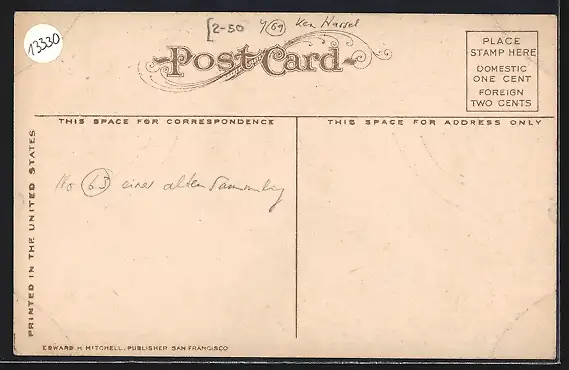 13330
[2-50
Post Card
PLACE
STAMP HERE
DOMESTIC
ONE CENT
FOREIGN
TWO CENTS
THIS SPACE FOR CORRESPONDENCE
THIS SPACE FOR ADDRESS ONLY
No 63 einer alten Sammlung
PRINTED IN THE UNITED STATES
EDWARD H MITCHELL, PUBLISHER SAN FRANCISCO